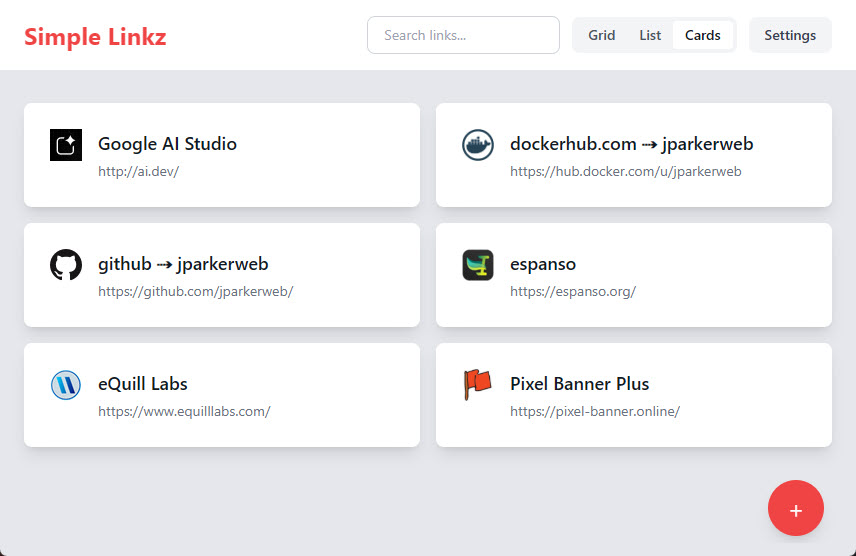 Simple Linkz
Search links...
Grid
List
Cards
Settings
Google AI Studio
http://ai.dev/
dockerhub.com ⇢ jparkerweb
https://hub.docker.com/u/jparkerweb
github ⇢ jparkerweb
https://github.com/jparkerweb/
espanso
https://espanso.org/
eQuill Labs
https://www.equilllabs.com/
Pixel Banner Plus
https://pixel-banner.online/
+